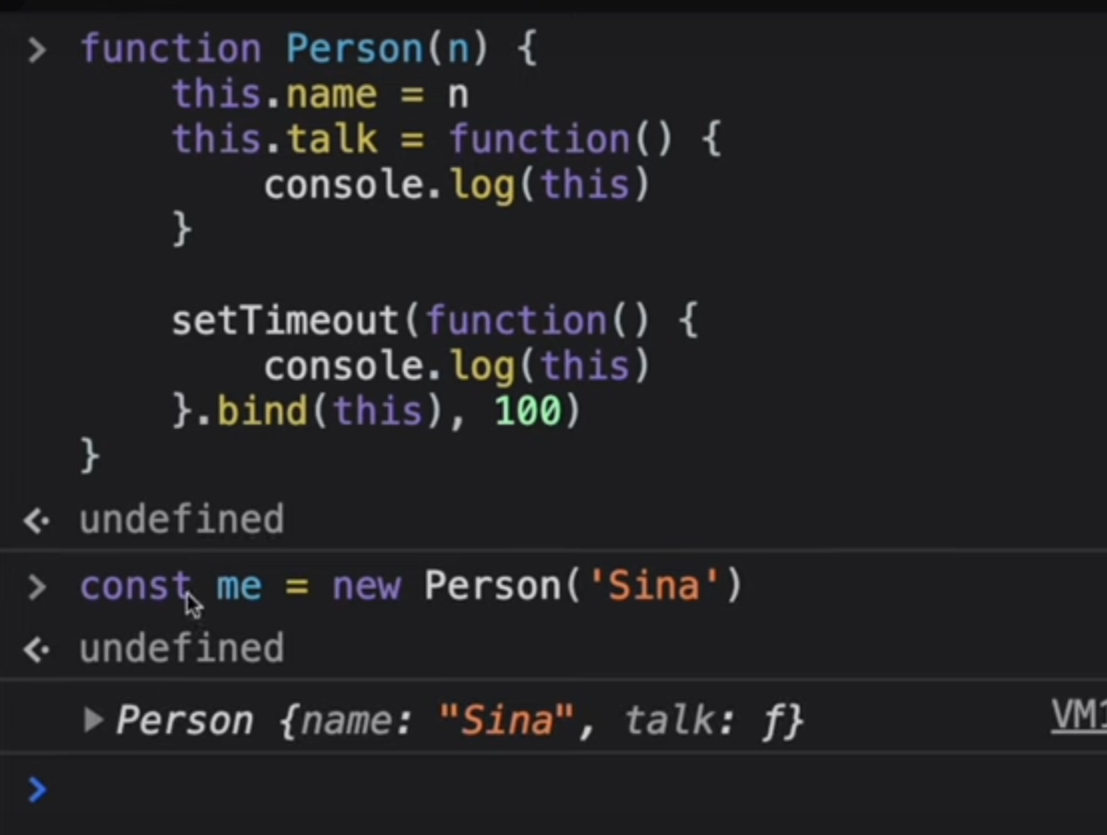 > function Person(n) {
this.name = n
this.talk = function() {
console.log(this)
}
setTimeout(function() {
console.log(this)
}.bind(this), 100)
}
undefined
> const me = new Person('Sina')
undefined
Person {name: "Sina", talk: f}
>